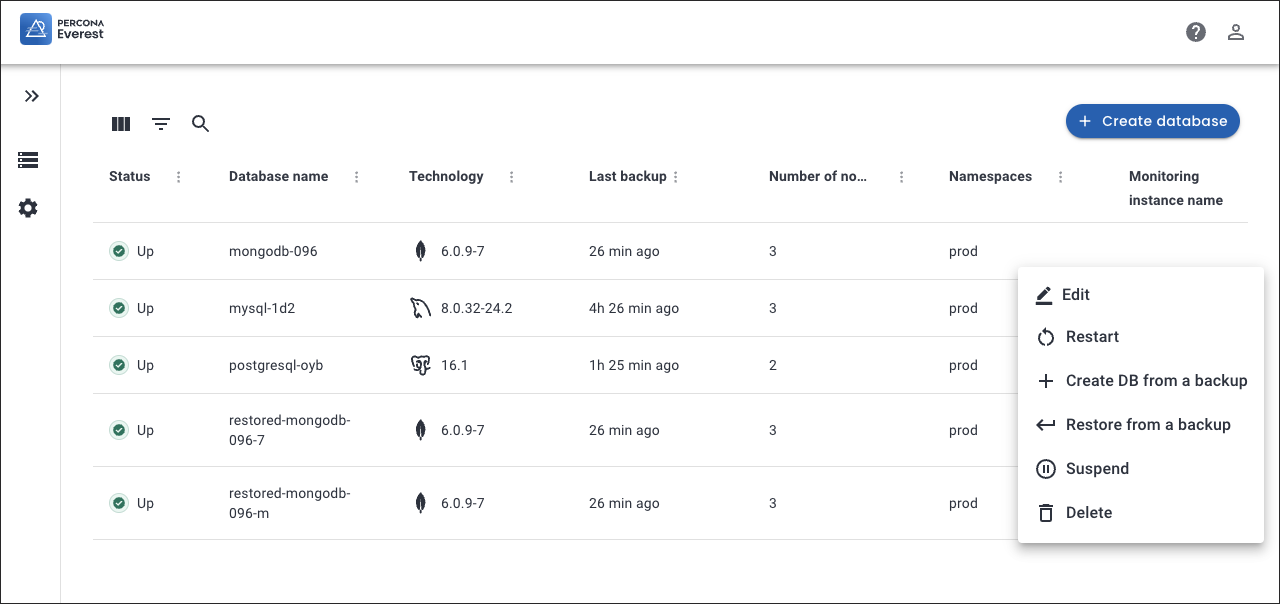 PERCONA
Everest
Create database
Status
Database name
Technology
Last backup
Number of no...
Namespaces
Monitoring
instance name
Up
mongodb-096
6.0.9-7
26 min ago
3
prod
Up
mysql-1d2
8.0.32-24.2
4h 26 min ago
3
prod
Up
postgresql-oyb
16.1
1h 25 min ago
2
prod
Up
restored-mongodb-
096-7
6.0.9-7
26 min ago
3
prod
Up
restored-mongodb-
096-m
6.0.9-7
26 min ago
3
prod
Edit
Restart
Create DB from a backup
Restore from a backup
Suspend
Delete